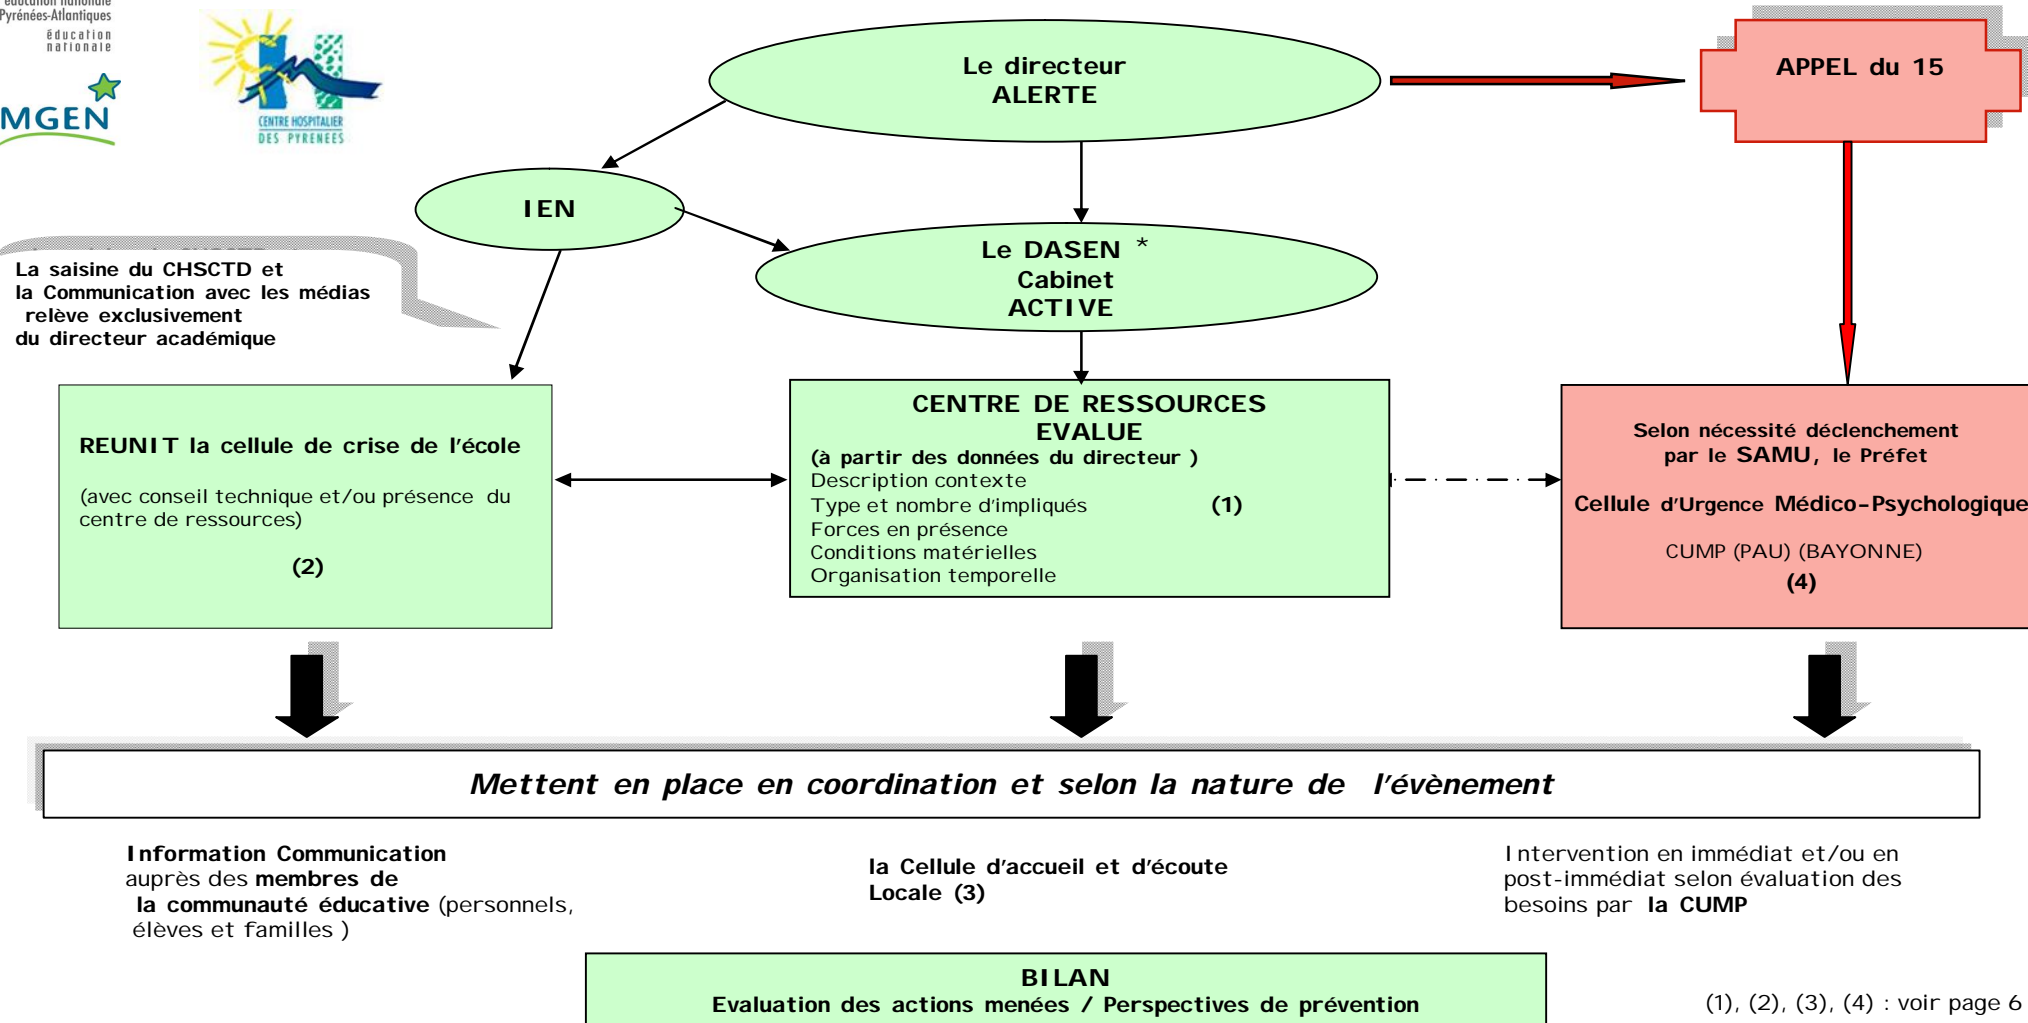 éducation nationale
Pyrénées-Atlantiques
éducation
nationale
MGEN
CENTRE HOSPITALIER
DES PYRENEES
Le directeur
ALERTE
APPEL du 15
IEN
Le DASEN *
Cabinet
ACTIVE
La saisine du CHSCTD et
la Communication avec les médias
relève exclusivement
du directeur académique
REUNIT la cellule de crise de l'école
(avec conseil technique et/ou présence du
centre de ressources)
(2)
CENTRE DE RESSOURCES
EVALUE
(à partir des données du directeur )
Description contexte
Type et nombre d'impliqués (1)
Forces en présence
Conditions matérielles
Organisation temporelle
Selon nécessité déclenchement
par le SAMU, le Préfet
Cellule d'Urgence Médico-Psychologique
CUMP (PAU) (BAYONNE)
(4)
Mettent en place en coordination et selon la nature de l'évènement
Information Communication
auprès des membres de
la communauté éducative (personnels,
élèves et familles )
la Cellule d'accueil et d'écoute
Locale (3)
Intervention en immédiat et/ou en
post-immédiat selon évaluation des
besoins par la CUMP
BILAN
Evaluation des actions menées / Perspectives de prévention
(1), (2), (3), (4) : voir page 6